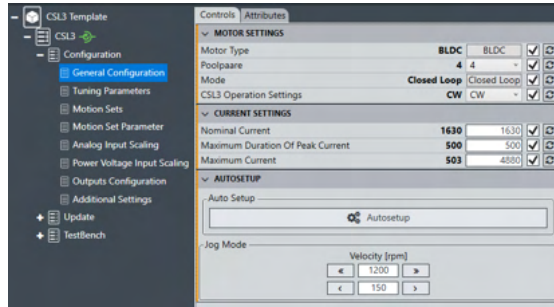 CSL3 Template
CSL3
Configuration
General Configuration
Tuning Parameters
Motion Sets
Motion Set Parameter
Analog Input Scaling
Power Voltage Input Scaling
Outputs Configuration
Additional Settings
Update
TestBench
Controls Attributes
MOTOR SETTINGS
Motor Type BLDC BLDC
Poolpaare 4 4
Mode Closed Loop Closed Loop
CSL3 Operation Settings CW CW
CURRENT SETTINGS
Nominal Current 1630 1630
Maximum Duration Of Peak Current 500 500
Maximum Current 503 4880
AUTOSETUP
Auto Setup
Autosetup
Jog Mode
Velocity [rpm]
« 1200 »
‹ 150 ›